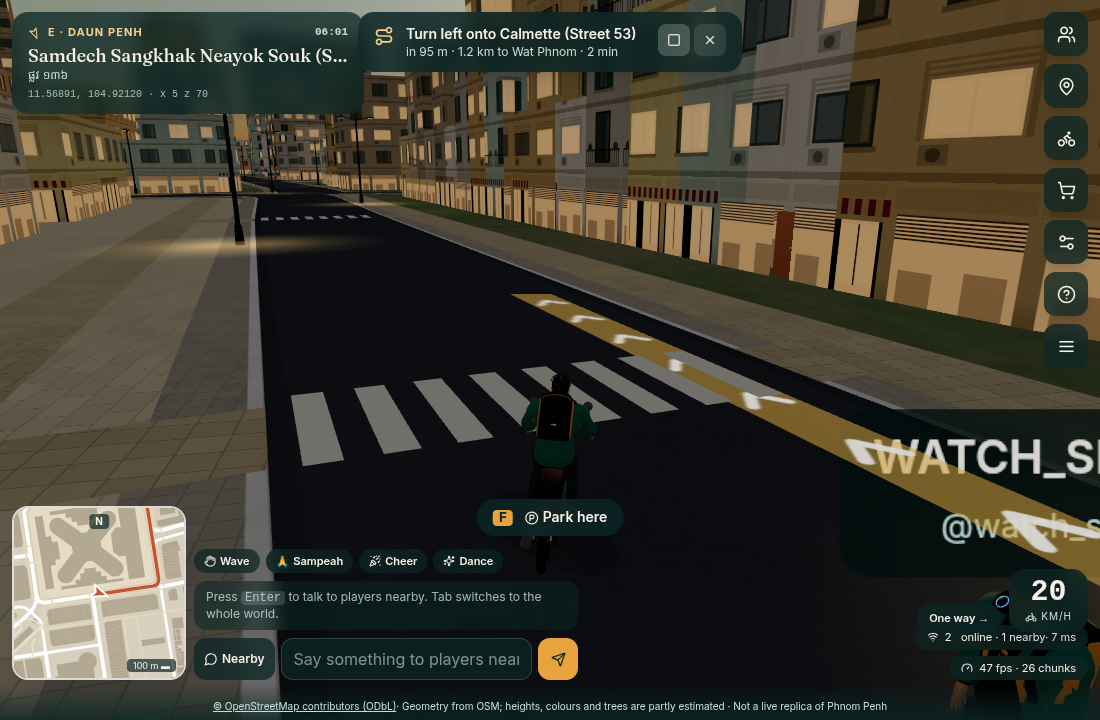 E · DAUN PENH
06:01
Samdech Sangkhak Neayok Souk (S...
ផ្លូវ ១៣៦
11.56891, 104.92120 · x 5 z 70
Turn left onto Calmette (Street 53)
in 95 m · 1.2 km to Wat Phnom · 2 min
WATCH_S
@watch_s
F Park here
N
100 m
Wave
Sampeah
Cheer
Dance
Press Enter to talk to players nearby. Tab switches to the
whole world.
Nearby
Say something to players near
20
KM/H
One way →
2 online · 1 nearby · 7 ms
47 fps · 26 chunks
© OpenStreetMap contributors (ODbL) · Geometry from OSM; heights, colours and trees are partly estimated · Not a live replica of Phnom Penh